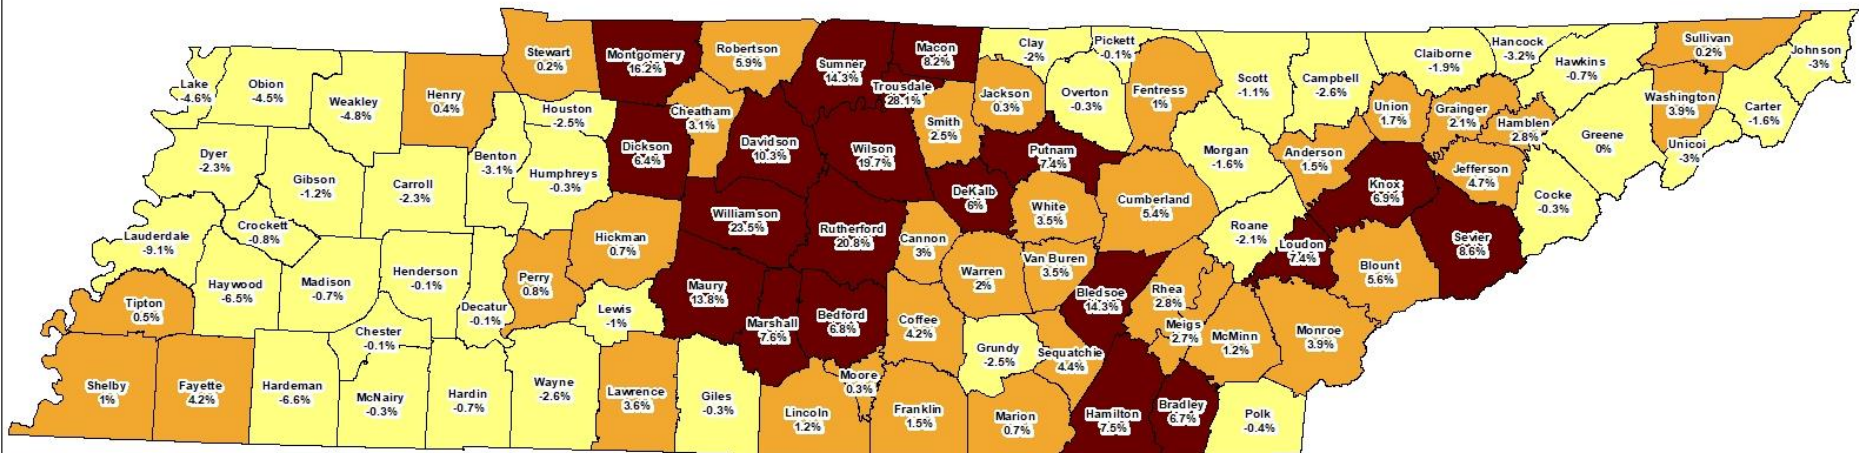 Stewart
0.2%
Montgomery
16.2%
Robertson
5.9%
Sumner
14.3%
Macon
8.2%
Trousdale
28.1%
Clay
-2%
Pickett
-0.1%
Scott
-1.1%
Campbell
-2.6%
Claiborne
-1.9%
Hancock
-3.2%
Hawkins
-0.7%
Sullivan
0.2%
Johnson
-3%
Lake
-4.6%
Obion
-4.5%
Weakley
-4.8%
Henry
0.4%
Houston
-2.5%
Cheatham
3.1%
Smith
2.5%
Jackson
0.3%
Overton
-0.3%
Fentress
1%
Union
1.7%
Grainger
2.1%
Hamblen
2.8%
Washington
3.9%
Carter
-1.6%
Dyer
-2.3%
Gibson
-1.2%
Carroll
-2.3%
Benton
-3.1%
Humphreys
-0.3%
Dickson
6.4%
Davidson
10.3%
Wilson
19.7%
DeKalb
6%
Putnam
7.4%
Morgan
-1.6%
Anderson
1.5%
Knox
6.9%
Jefferson
4.7%
Greene
0%
Unicoi
-3%
Cocke
-0.3%
Lauderdale
-9.1%
Crockett
-0.8%
Hickman
0.7%
Williamson
23.5%
Rutherford
20.8%
Cannon
3%
White
3.5%
Cumberland
5.4%
Roane
-2.1%
Loudon
7.4%
Blount
5.6%
Sevier
8.6%
Tipton
0.5%
Haywood
-6.5%
Madison
-0.7%
Henderson
-0.1%
Decatur
-0.1%
Perry
0.8%
Lewis
-1%
Maury
13.8%
Marshall
7.6%
Bedford
6.8%
Coffee
4.2%
Warren
2%
Van Buren
3.5%
Bledsoe
14.3%
Rhea
2.8%
Meigs
2.7%
McMinn
1.2%
Monroe
3.9%
Shelby
1%
Fayette
4.2%
Hardeman
-6.6%
Chester
-0.1%
McNairy
-0.3%
Hardin
-0.7%
Wayne
-2.6%
Lawrence
3.6%
Giles
-0.3%
Lincoln
1.2%
Moore
0.3%
Franklin
1.5%
Grundy
-2.5%
Sequatchie
4.4%
Marion
0.7%
Hamilton
7.5%
Bradley
6.7%
Polk
-0.4%